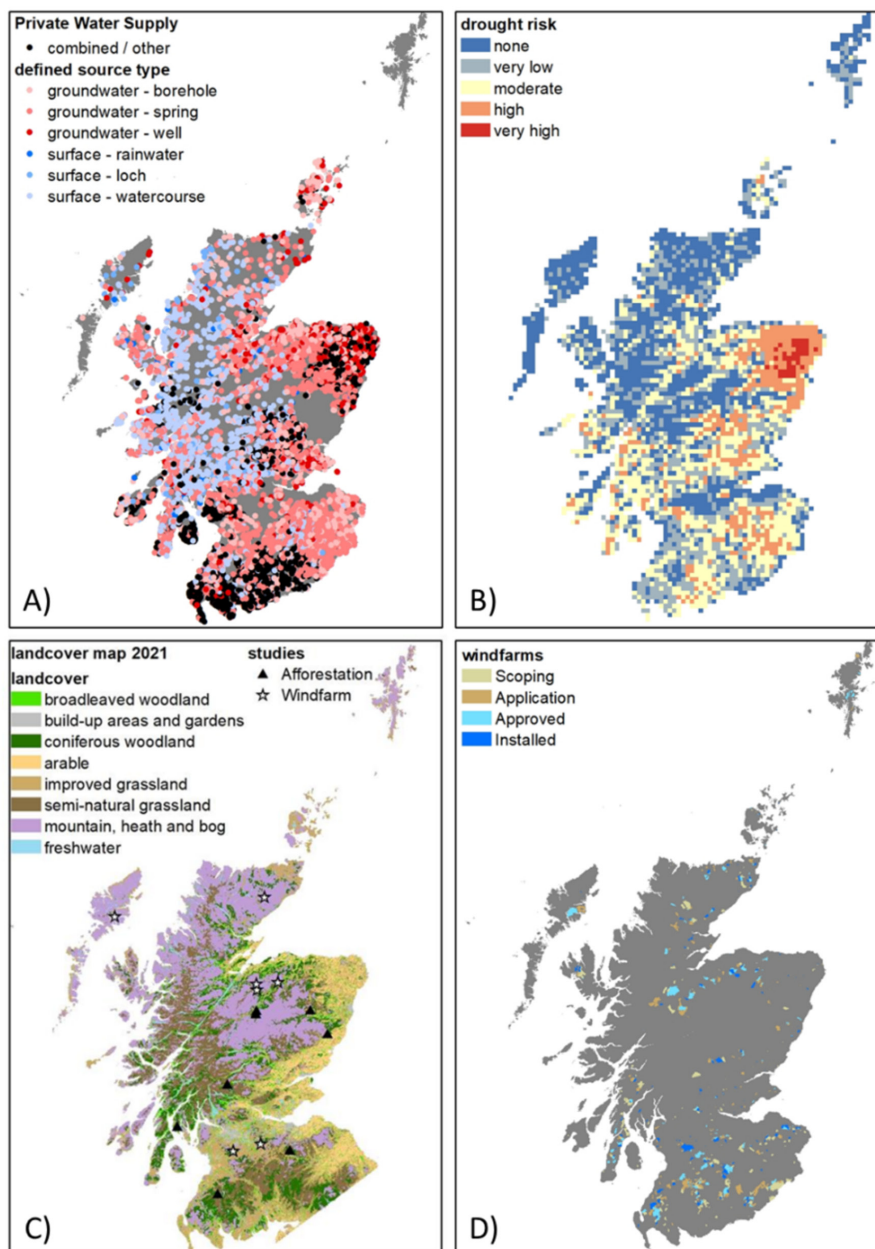 Private Water Supply
combined / other
defined source type
groundwater - borehole
groundwater - spring
groundwater - well
surface - rainwater
surface - loch
surface - watercourse
A)
drought risk
none
very low
moderate
high
very high
B)
landcover map 2021
landcover
broadleaved woodland
build-up areas and gardens
coniferous woodland
arable
improved grassland
semi-natural grassland
mountain, heath and bog
freshwater
studies
Afforestation
Windfarm
C)
windfarms
Scoping
Application
Approved
Installed
D)